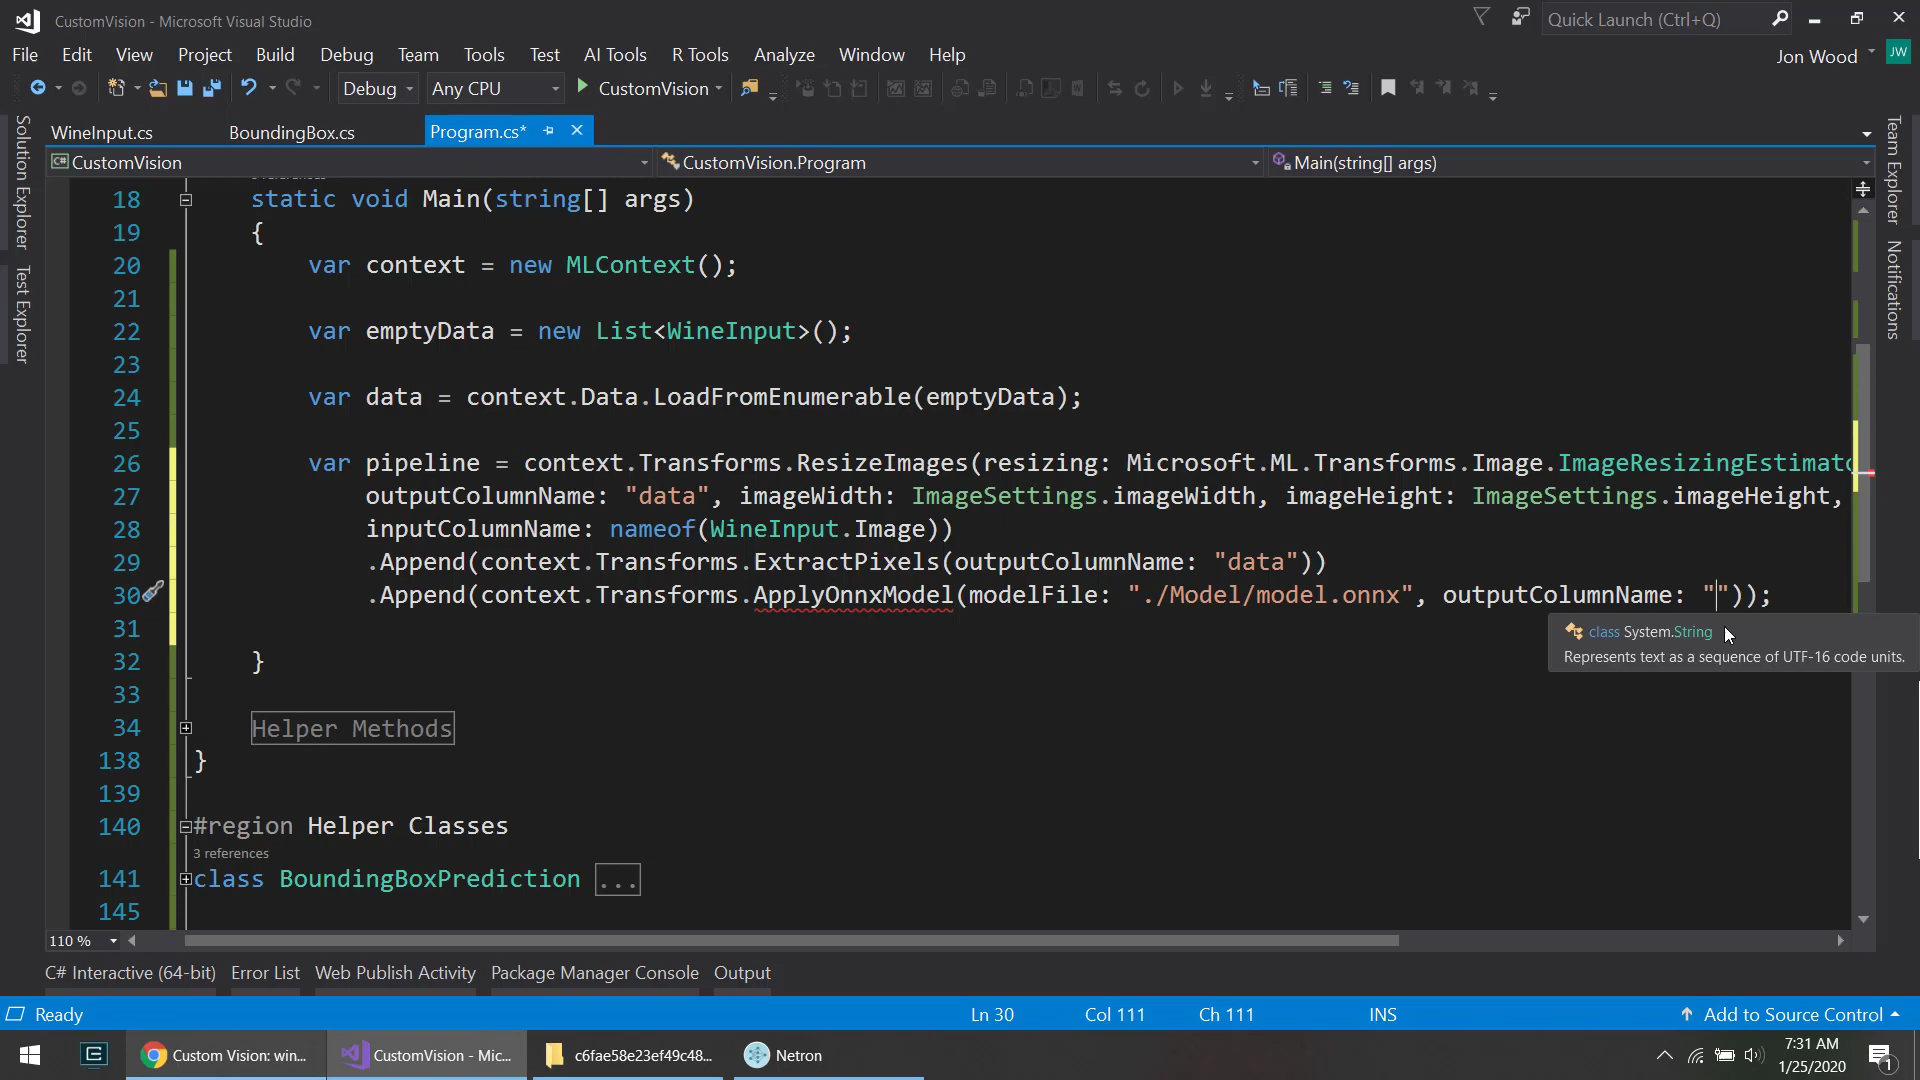 CustomVision - Microsoft Visual Studio
Quick Launch (Ctrl+Q)
File Edit View Project Build Debug Team Tools Test AI Tools R Tools Analyze Window Help
Jon Wood JW
Debug Any CPU CustomVision
Solution Explorer
Test Explorer
Team Explorer
Notifications
WineInput.cs BoundingBox.cs Program.cs*
CustomVision CustomVision.Program Main(string[] args)
18 static void Main(string[] args)
19 {
20 var context = new MLContext();
21
22 var emptyData = new List<WineInput>();
23
24 var data = context.Data.LoadFromEnumerable(emptyData);
25
26 var pipeline = context.Transforms.ResizeImages(resizing: Microsoft.ML.Transforms.Image.ImageResizingEstimato
27 outputColumnName: "data", imageWidth: ImageSettings.imageWidth, imageHeight: ImageSettings.imageHeight,
28 inputColumnName: nameof(WineInput.Image))
29 .Append(context.Transforms.ExtractPixels(outputColumnName: "data"))
30 .Append(context.Transforms.ApplyOnnxModel(modelFile: "./Model/model.onnx", outputColumnName: ""));
class System.String
Represents text as a sequence of UTF-16 code units.
31
32 }
33
34 Helper Methods
138 }
139
140 #region Helper Classes
3 references
141 class BoundingBoxPrediction ...
145
110 %
C# Interactive (64-bit) Error List Web Publish Activity Package Manager Console Output
Ready Ln 30 Col 111 Ch 111 INS Add to Source Control
Custom Vision: win... CustomVision - Mic... c6fae58e23ef49c48... Netron
7:31 AM
1/25/2020
1